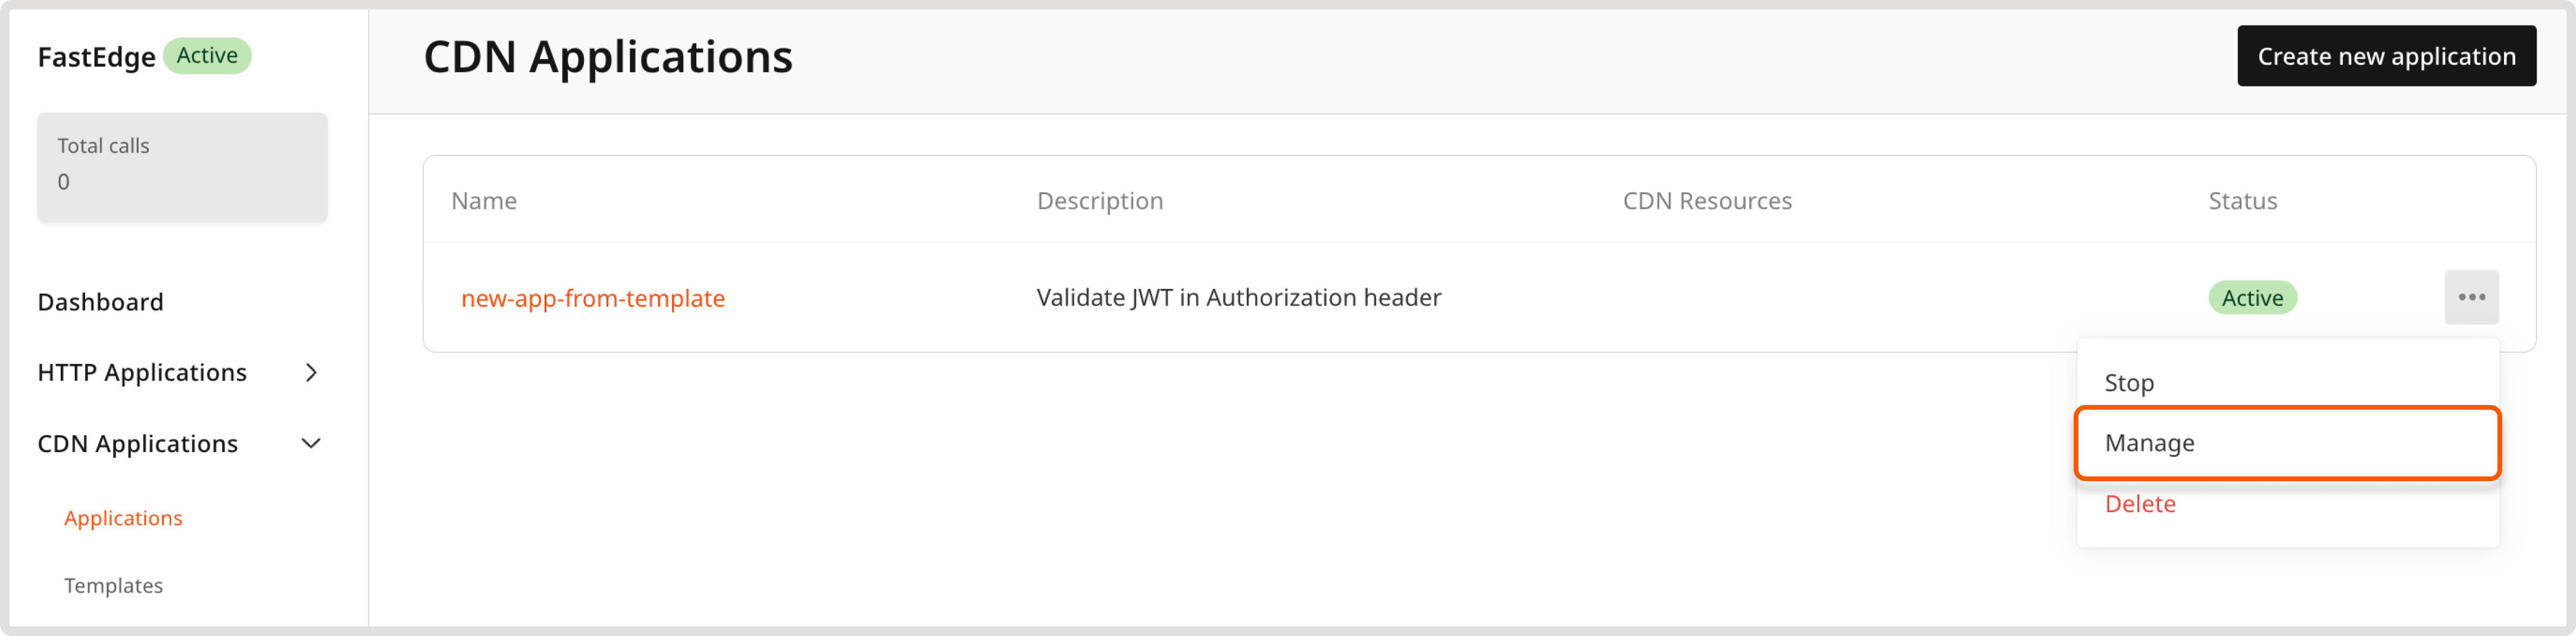 FastEdge Active
Total calls
0
Dashboard
HTTP Applications
CDN Applications
Applications
Templates
CDN Applications
Create new application
Name Description CDN Resources Status
new-app-from-template Validate JWT in Authorization header Active
Stop
Manage
Delete